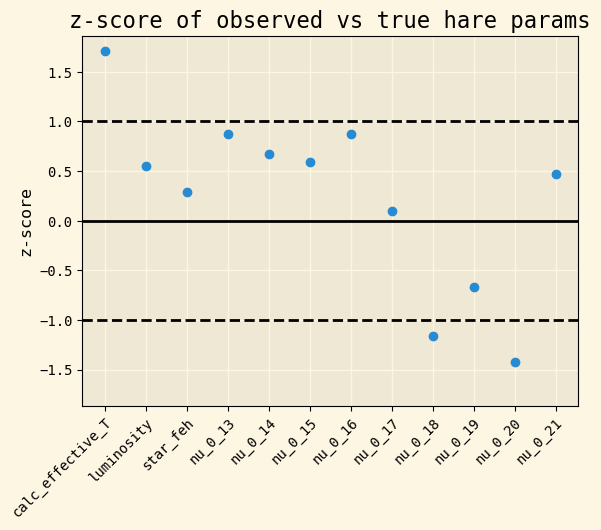 z-score of observed vs true hare params
z-score
1.5
1.0
0.5
0.0
−0.5
−1.0
−1.5
calc_effective_T
luminosity
star_feh
nu_0_13
nu_0_14
nu_0_15
nu_0_16
nu_0_17
nu_0_18
nu_0_19
nu_0_20
nu_0_21